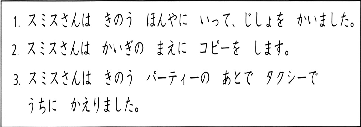 1. スミスさんは きのう ほんやに いって、じしょを かいました。
2 スミスさんは かいぎの まえに コピーを します。
3. スミスさんは きのう パーティーの あとで タクシーで
うちに かえりました。